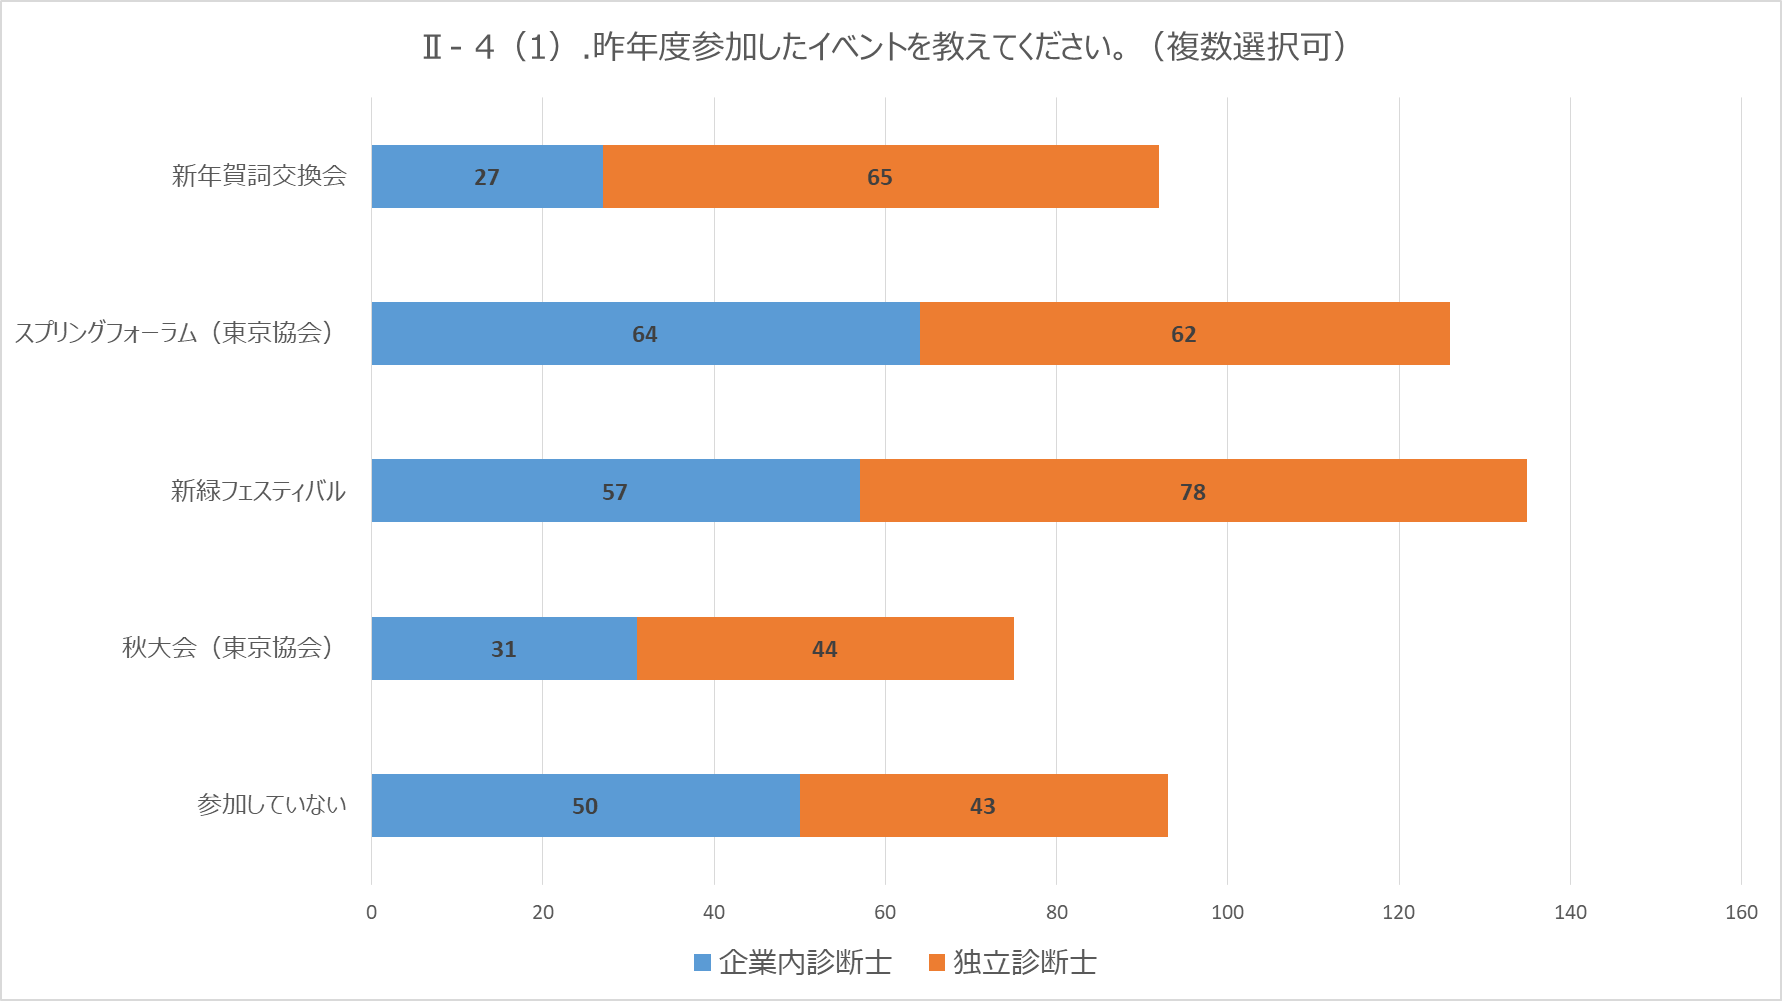 Ⅱ-４（1）.昨年度参加したイベントを教えてください。（複数選択可）
新年賀詞交換会 27 65
スプリングフォーラム（東京協会） 64 62
新緑フェスティバル 57 78
秋大会（東京協会） 31 44
参加していない 50 43
0 20 40 60 80 100 120 140 160
企業内診断士 独立診断士